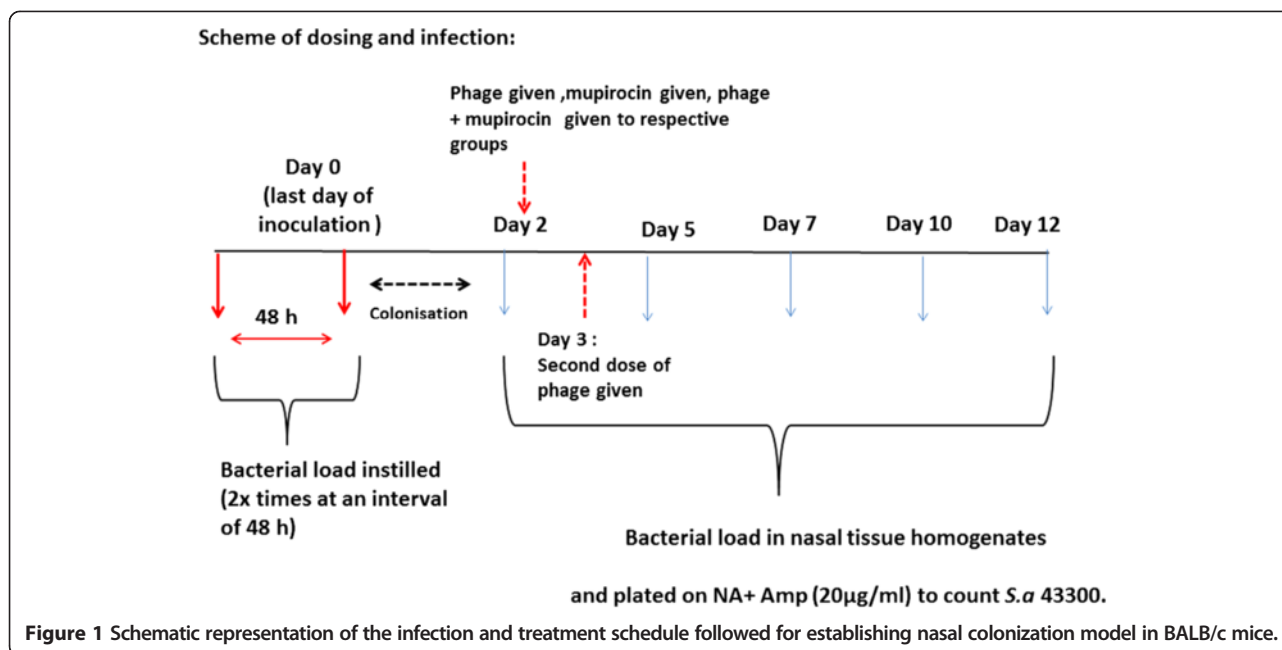 Scheme of dosing and infection:
Phage given ,mupirocin given, phage
+ mupirocin given to respective
groups
Day 0
(last day of
inoculation )
Day 2
Day 5
Day 7
Day 10
Day 12
48 h
Colonisation
Day 3 :
Second dose of
phage given
Bacterial load instilled
(2x times at an interval
of 48 h)
Bacterial load in nasal tissue homogenates
and plated on NA+ Amp (20µg/ml) to count S.a 43300.
Figure 1 Schematic representation of the infection and treatment schedule followed for establishing nasal colonization model in BALB/c mice.